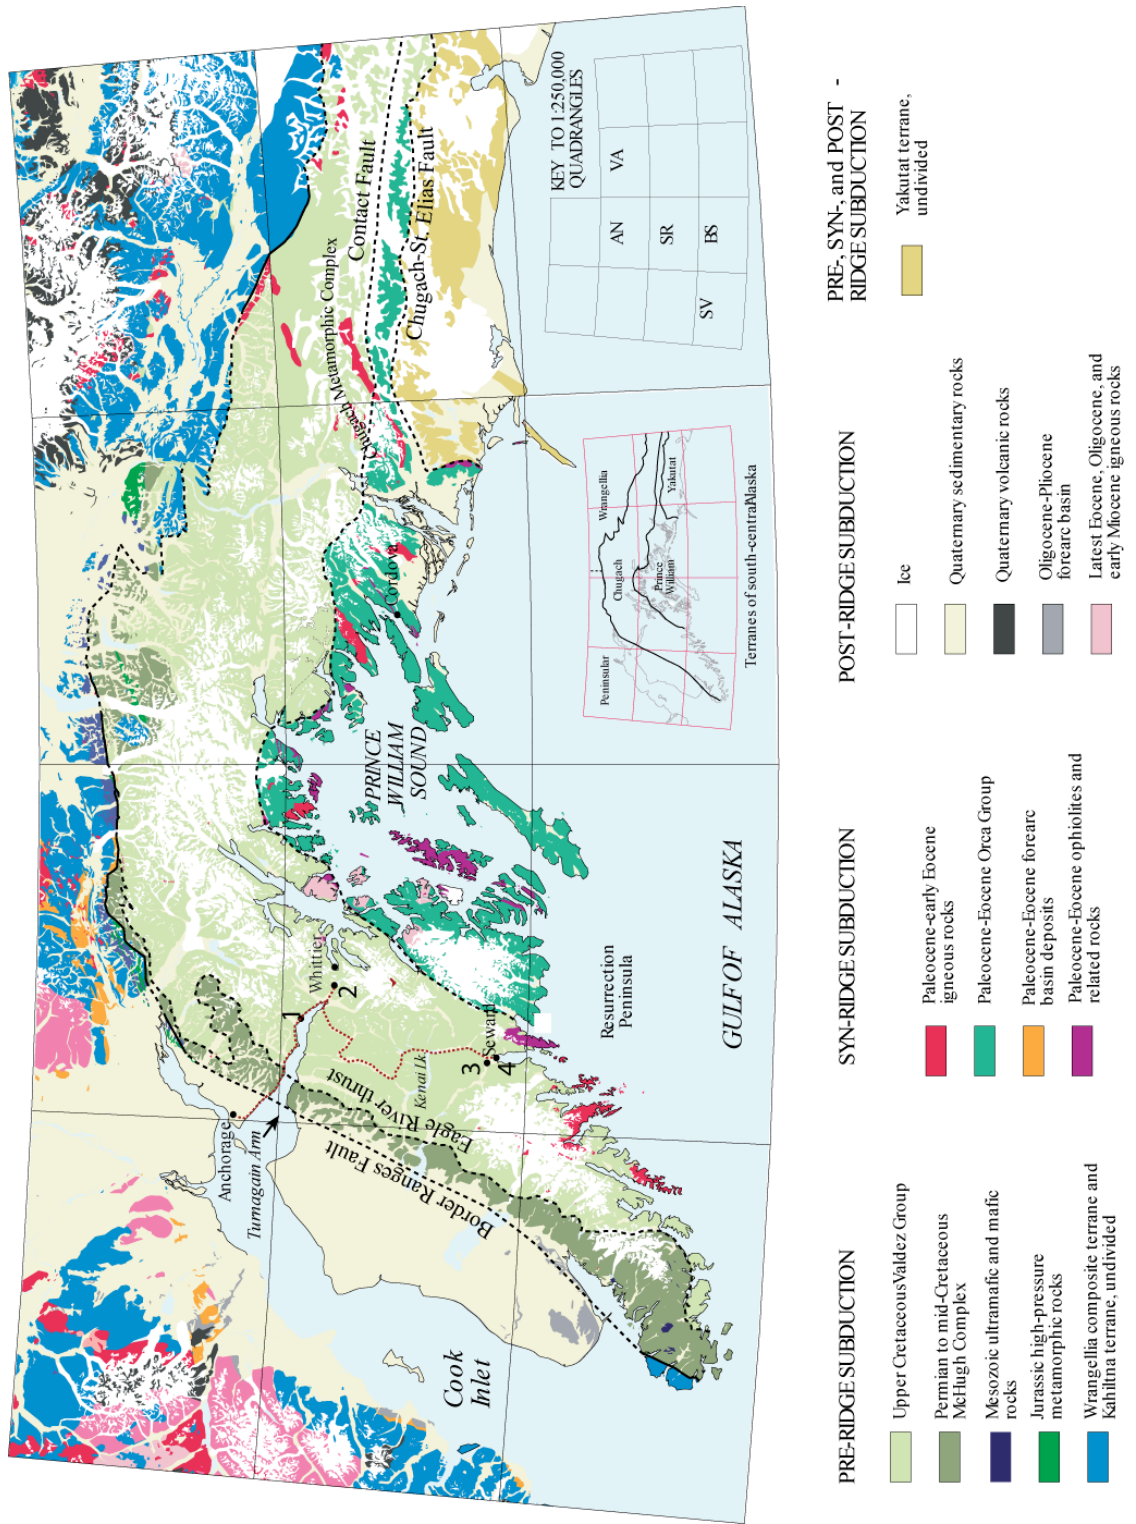 Cook
Inlet
Anchorage
Turnagain Arm
Border Ranges Fault
Eagle River thrust
Kenai Lk
1
Whittier
2
3
Seward
4
Resurrection
Peninsula
GULF OF ALASKA
PRINCE
WILLIAM
SOUND
Cordova
Chugach Metamorphic Complex
Contact Fault
Chugach-St. Elias Fault
Peninsular
Chugach
Prince
William
Wrangellia
Yakutat
Terranes of south-centralAlaska
KEY TO 1:250,000
QUADRANGLES
AN
VA
SR
SV
BS
PRE-RIDGE SUBDUCTION
Upper CretaceousValdez Group
Permian to mid-Cretaceous
McHugh Complex
Mesozoic ultramafic and mafic
rocks
Jurassic high-pressure
metamorphic rocks
Wrangellia composite terrane and
Kahiltna terrane, undivided
SYN-RIDGE SUBDUCTION
Paleocene-early Eocene
igneous rocks
Paleocene-Eocene Orca Group
Paleocene-Eocene forearc
basin deposits
Paleocene-Eocene ophiolites and
related rocks
POST-RIDGE SUBDUCTION
Ice
Quaternary sedimentary rocks
Quaternary volcanic rocks
Oligocene-Pliocene
forearc basin
Latest Eocene, Oligocene, and
early Miocene igneous rocks
PRE-, SYN-, and POST -
RIDGE SUBDUCTION
Yakutat terrane,
undivided